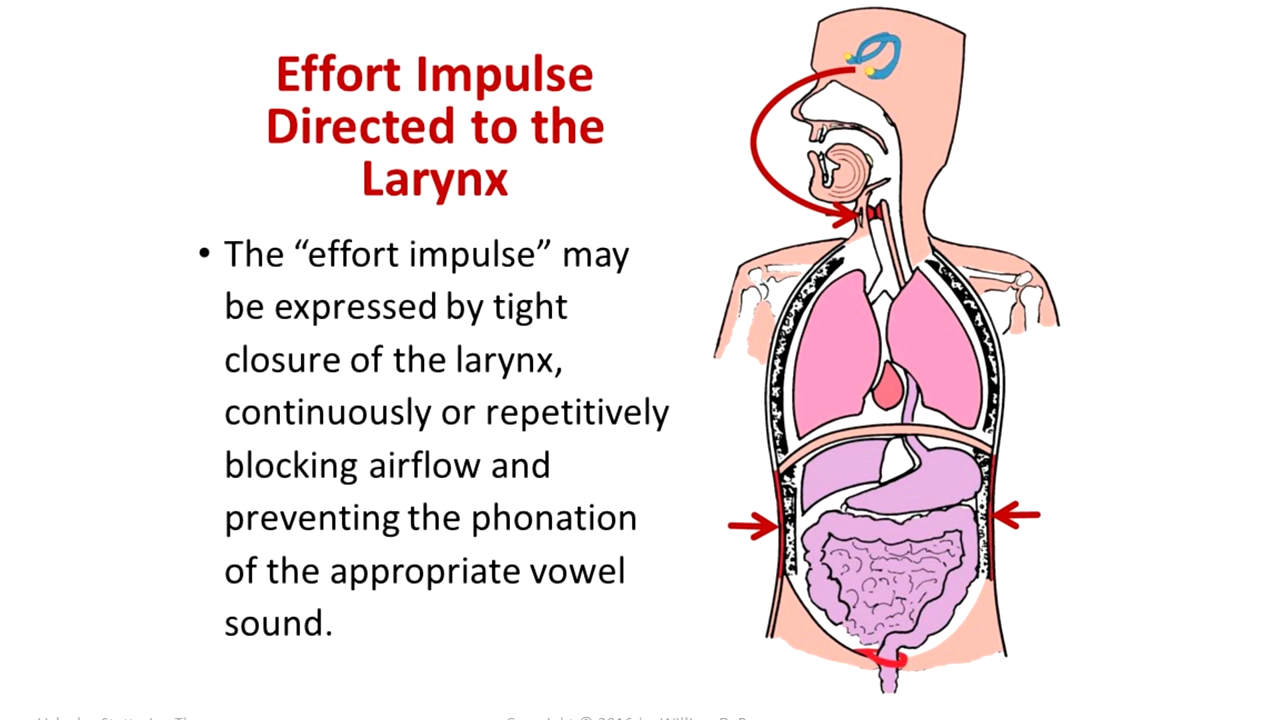 Effort Impulse
Directed to the
Larynx
• The “effort impulse” may
be expressed by tight
closure of the larynx,
continuously or repetitively
blocking airflow and
preventing the phonation
of the appropriate vowel
sound.